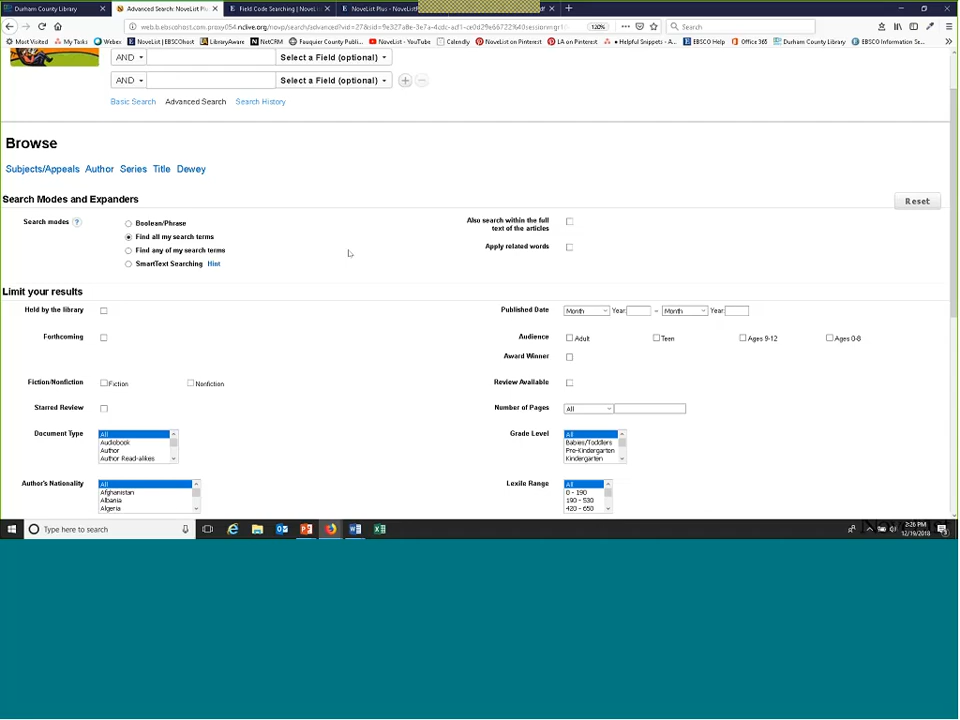 Durham County Library
Advanced Search: NoveList Pl
Field Code Searching | NoveLis
NoveList Plus - NoveList
Search
Most Visited My Tasks Webex NoveList | EBSCOhost LibraryAware NetCRM Fauquier County Publi... NoveList - YouTube Calendly NoveList on Pinterest LA on Pinterest Helpful Snippets - A... EBSCO Help Office 365 Durham County Library EBSCO Information Se...
120%
AND Select a Field (optional)
AND Select a Field (optional)
Basic Search Advanced Search Search History
Browse
Subjects/Appeals Author Series Title Dewey
Search Modes and Expanders
Reset
Search modes ? Boolean/Phrase
Find all my search terms
Find any of my search terms
SmartText Searching Hint
Also search within the full
text of the articles
Apply related words
Limit your results
Held by the library
Published Date Month Year: – Month Year:
Forthcoming
Audience Adult Teen Ages 9-12 Ages 0-8
Award Winner
Fiction/Nonfiction Fiction Nonfiction
Review Available
Starred Review
Number of Pages All
Document Type All
Audiobook
Author
Author Read-alikes
Grade Level All
Babies/Toddlers
Pre-Kindergarten
Kindergarten
Author's Nationality All
Afghanistan
Albania
Algeria
Lexile Range All
0 - 190
190 - 530
420 - 650
Type here to search
2:26 PM
12/19/2018